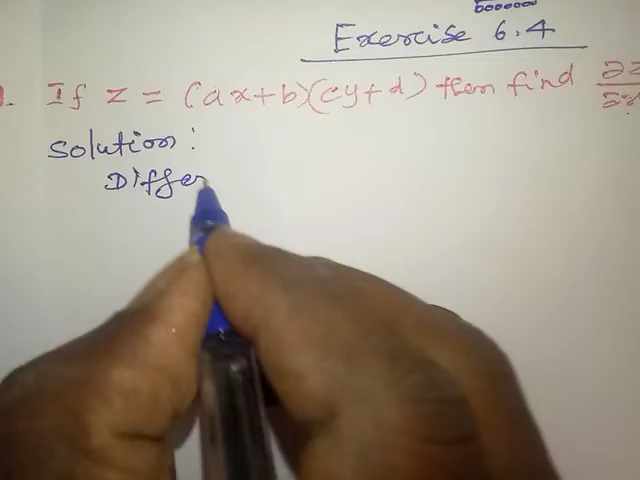 Exercise 6.4
If z = (ax+b)(cy+d) then find ∂z/∂x
Solution:
Differ